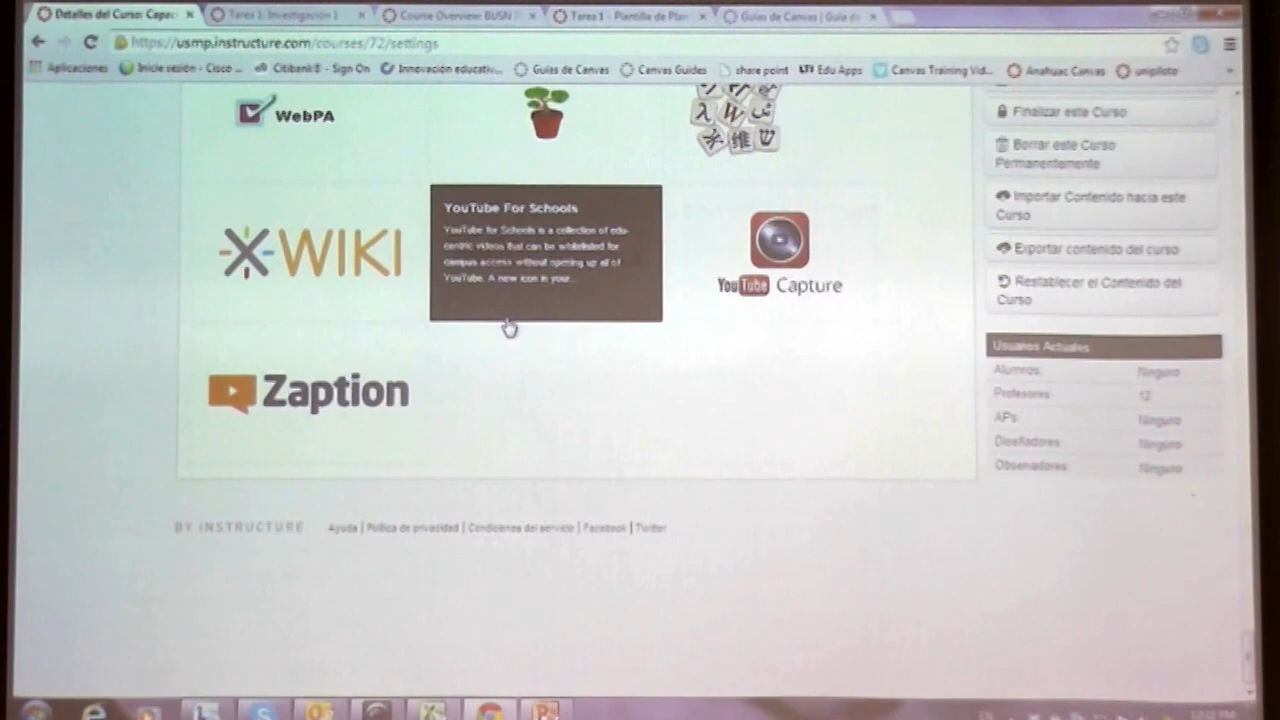 Detalles del Curso: Capac
Tarea 1: Investigación 1
Course Overview: BUSN
Tarea 1 - Plantilla de Plan
Guías de Canvas | Guía d
https://usmp.instructure.com/courses/72/settings
Aplicaciones
Inicie sesión - Cisco ...
Citibank® - Sign On
Innovación educativ...
Guías de Canvas
Canvas Guides
share point
LTI Edu Apps
Canvas Training Vid...
Anahuac Canvas
unipiloto
WebPA
X-WIKI
YouTube For Schools
YouTube for Schools is a collection of edu-
centric videos that can be whitelisted for
campus access without opening up all of
YouTube. A new icon in your...
YouTube Capture
Zaption
Finalizar este Curso
Borrar este Curso
Permanentemente
Importar Contenido hacia este
Curso
Exportar contenido del curso
Restablecer el Contenido del
Curso
Usuarios Actuales
Alumnos: Ninguno
Profesores: 12
APs: Ninguno
Diseñadores: Ninguno
Observadores: Ninguno
BY INSTRUCTURE
Ayuda | Política de privacidad | Condiciones del servicio | Facebook | Twitter